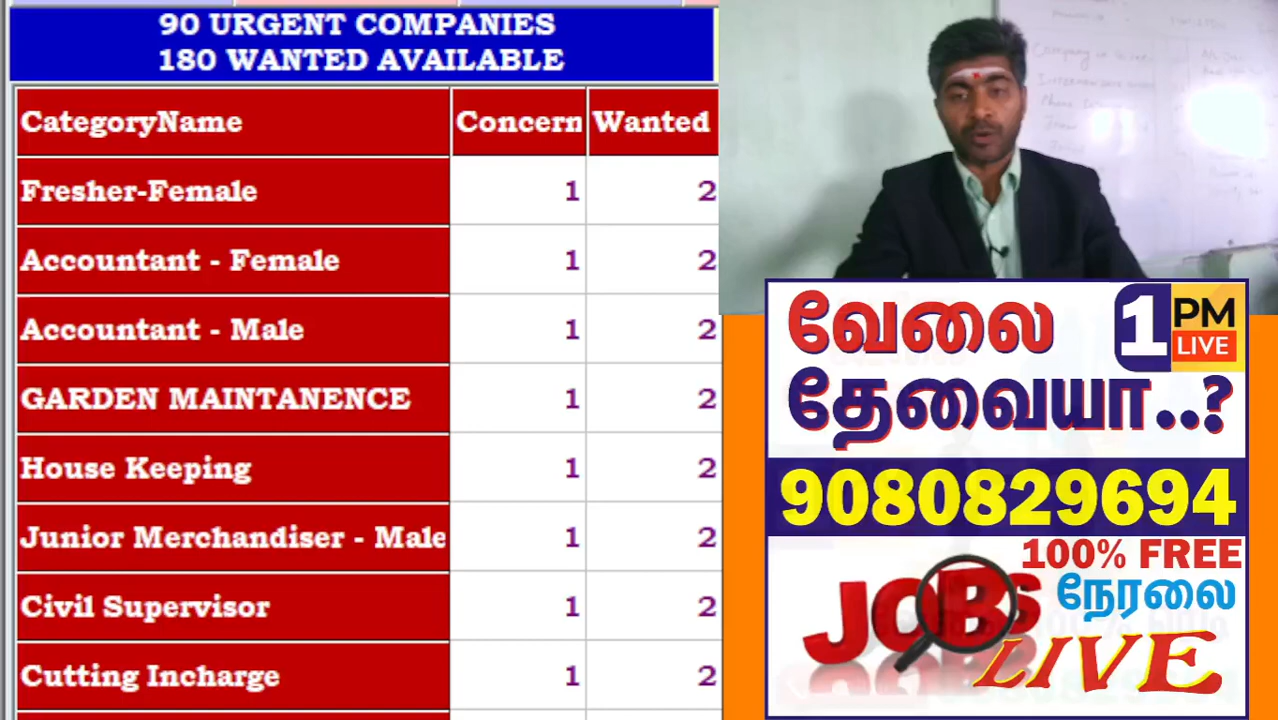 90 URGENT COMPANIES
180 WANTED AVAILABLE
CategoryName Concern Wanted
Fresher-Female 1 2
Accountant - Female 1 2
Accountant - Male 1 2
GARDEN MAINTANENCE 1 2
House Keeping 1 2
Junior Merchandiser - Male 1 2
Civil Supervisor 1 2
Cutting Incharge 1 2
வேலை
1 PM
LIVE
தேவையா..?
9080829694
100% FREE
JOBS
நேரலை
LIVE